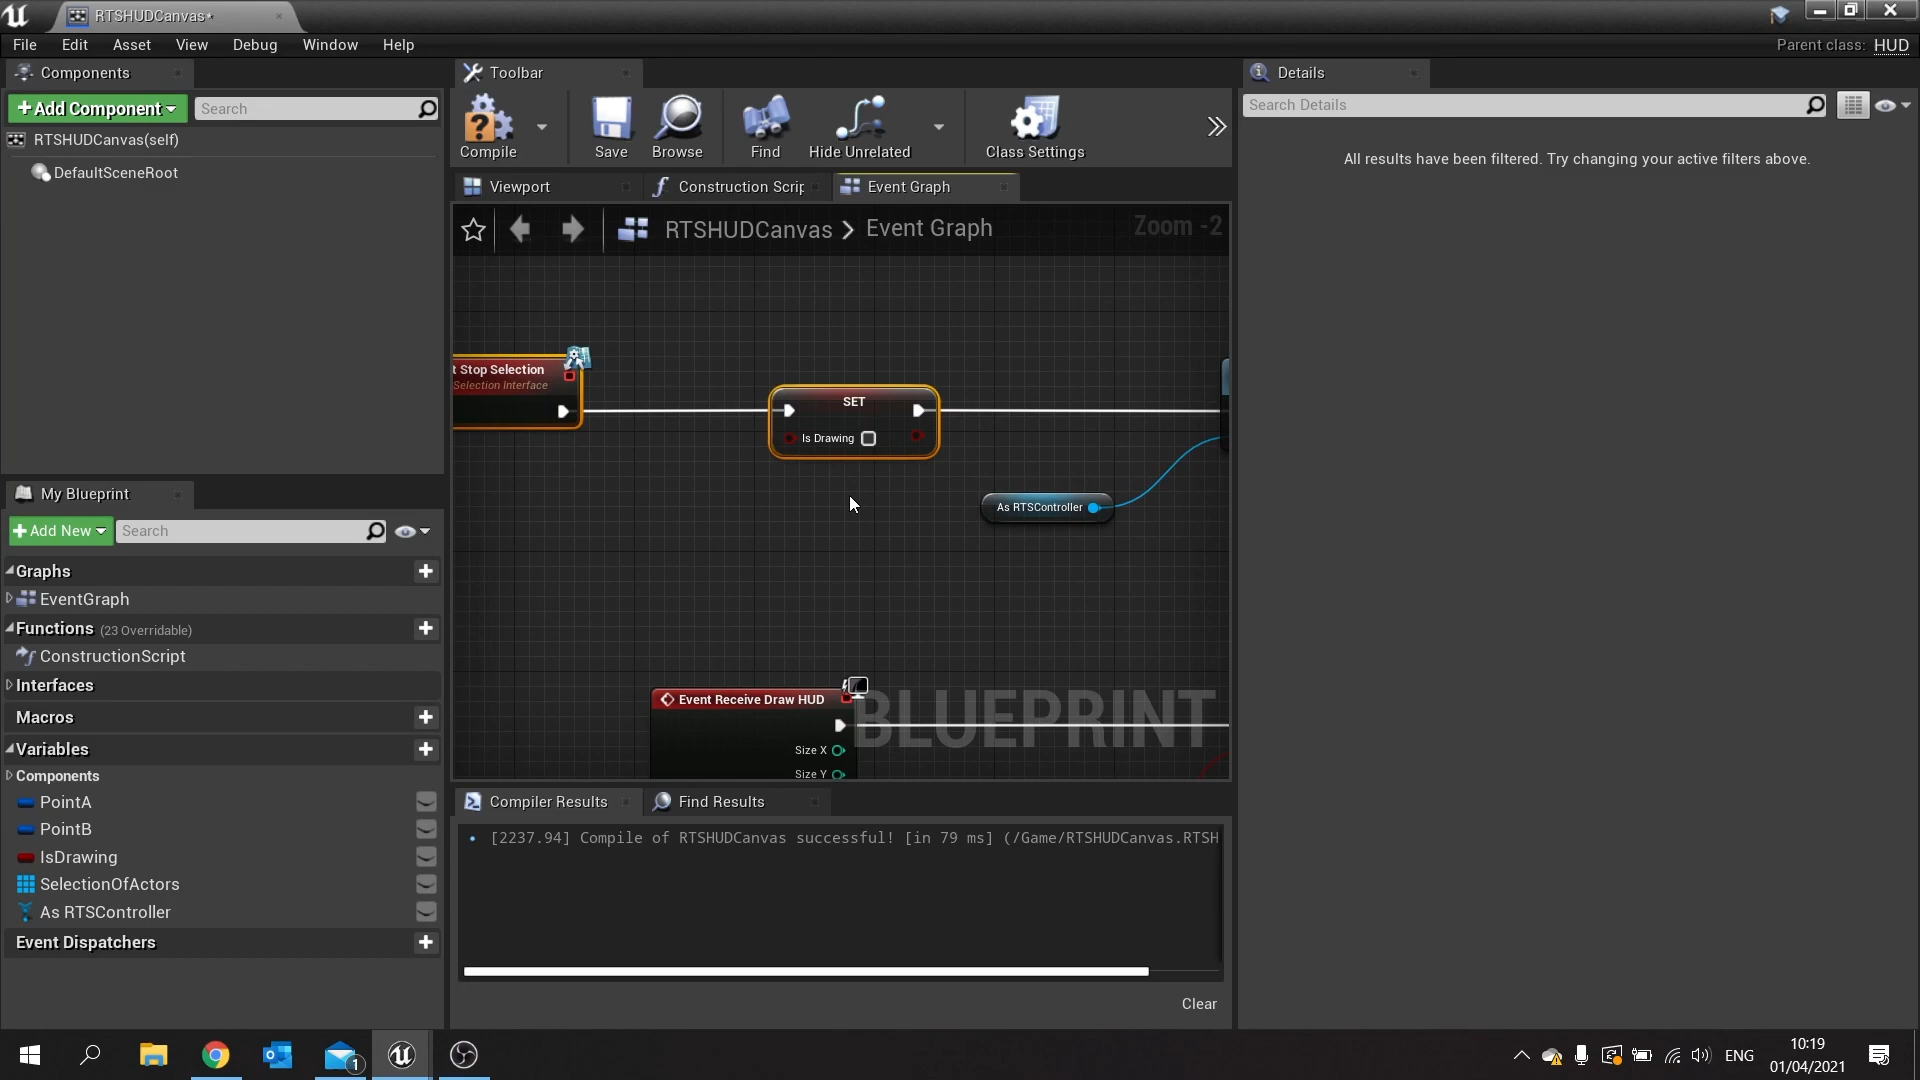 RTSHUDCanvas*
File Edit Asset View Debug Window Help
Parent class: HUD
Components
Toolbar
Details
+Add Component
Search
Search Details
RTSHUDCanvas(self)
DefaultSceneRoot
Compile
Save
Browse
Find
Hide Unrelated
Class Settings
All results have been filtered. Try changing your active filters above.
Viewport
Construction Scrip
Event Graph
RTSHUDCanvas > Event Graph
Zoom -2
t Stop Selection
Selection Interface
SET
Is Drawing
As RTSController
Event Receive Draw HUD
Size X
Size Y
BLUEPRINT
My Blueprint
+Add New
Search
Graphs
EventGraph
Functions (23 Overridable)
ConstructionScript
Interfaces
Macros
Variables
Components
PointA
PointB
IsDrawing
SelectionOfActors
As RTSController
Event Dispatchers
Compiler Results
Find Results
[2237.94] Compile of RTSHUDCanvas successful! [in 79 ms] (/Game/RTSHUDCanvas.RTSH
Clear
1
ENG
10:19
01/04/2021